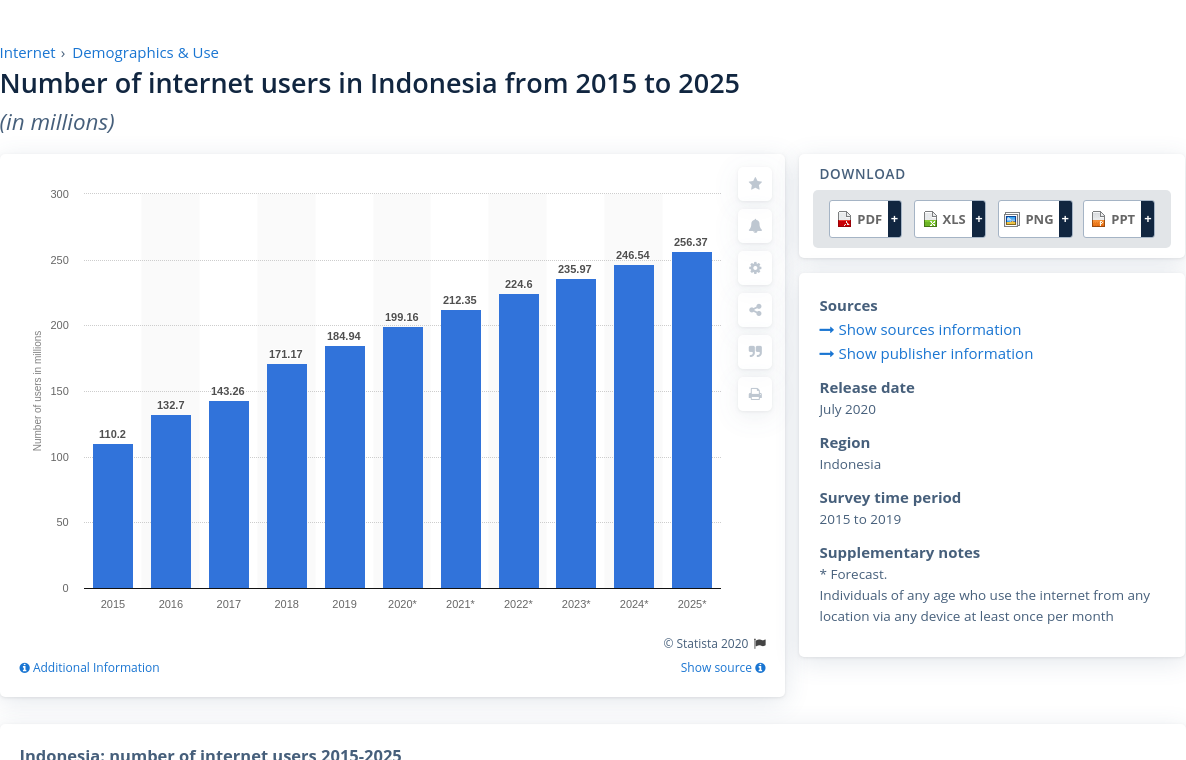 Internet › Demographics & Use
Number of internet users in Indonesia from 2015 to 2025
(in millions)
Number of users in millions
300
250
200
150
100
50
0
110.2
132.7
143.26
171.17
184.94
199.16
212.35
224.6
235.97
246.54
256.37
2015 2016 2017 2018 2019 2020* 2021* 2022* 2023* 2024* 2025*
© Statista 2020
Additional Information
Show source
DOWNLOAD
PDF + XLS + PNG + PPT +
Sources
Show sources information
Show publisher information
Release date
July 2020
Region
Indonesia
Survey time period
2015 to 2019
Supplementary notes
* Forecast.
Individuals of any age who use the internet from any
location via any device at least once per month
Indonesia: number of internet users 2015-2025